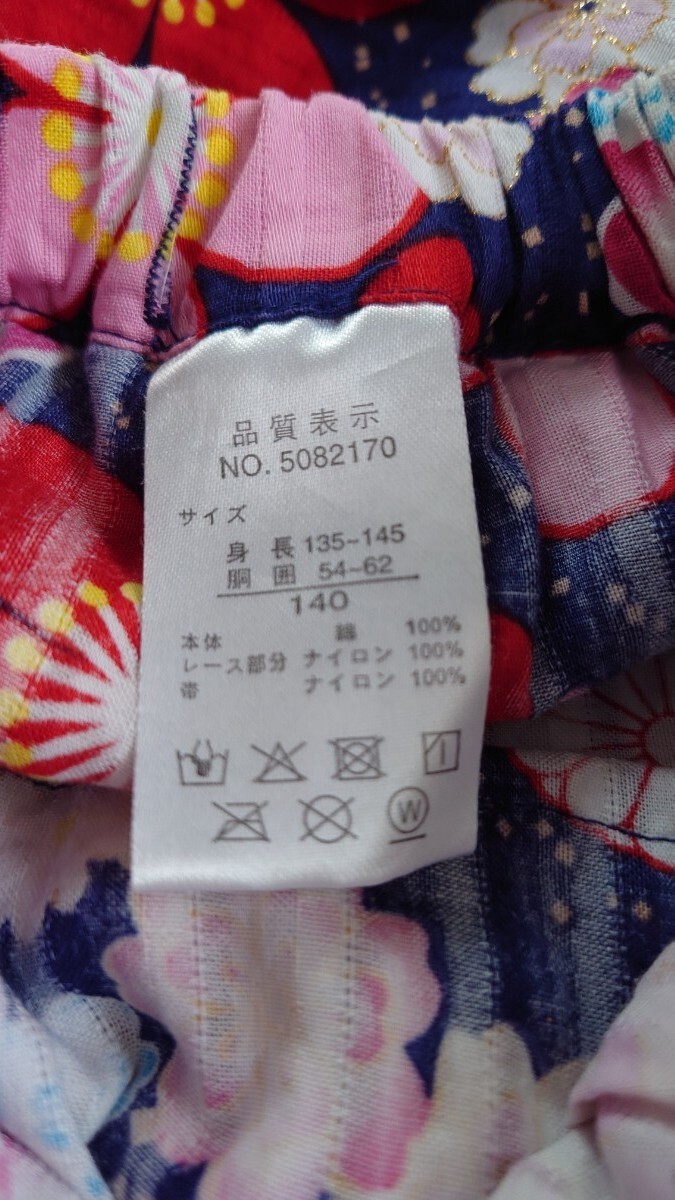 品質表示
NO. 5082170
サイズ
身長 135~145
胴囲 54~62
140
本体 綿 100%
レース部分 ナイロン 100%
帯 ナイロン 100%
W